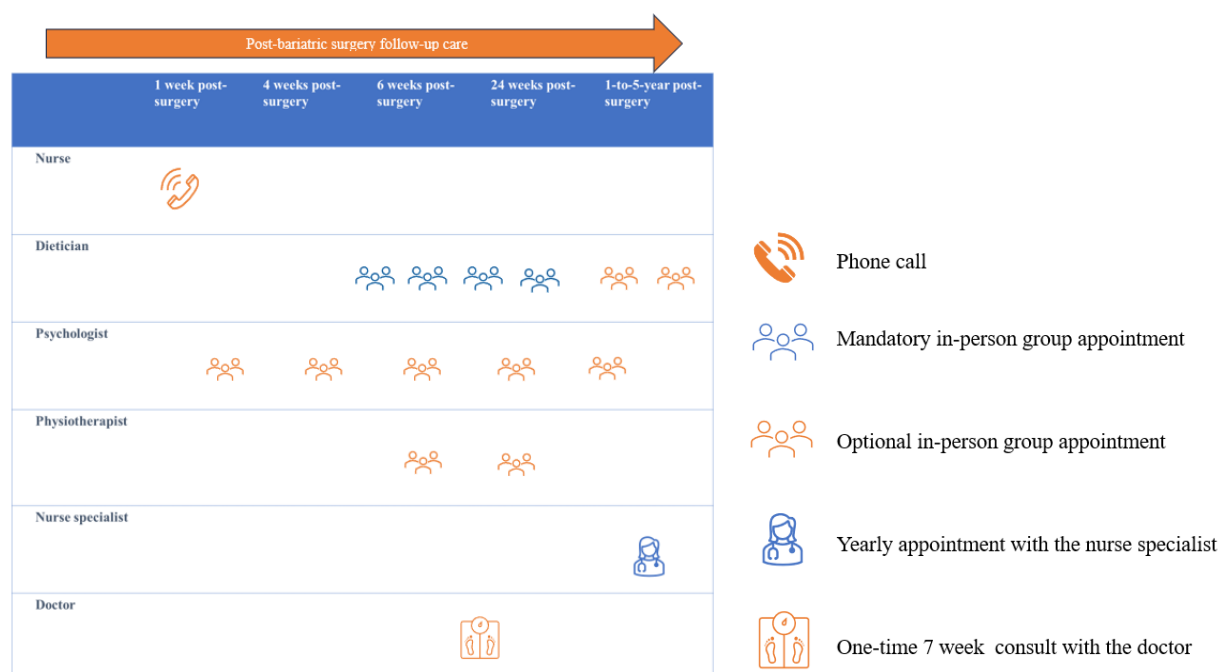 Post-bariatric surgery follow-up care
1 week post-
surgery
4 weeks post-
surgery
6 weeks post-
surgery
24 weeks post-
surgery
1-to-5-year post-
surgery
Nurse
Dietician
Psychologist
Physiotherapist
Nurse specialist
Doctor
Phone call
Mandatory in-person group appointment
Optional in-person group appointment
Yearly appointment with the nurse specialist
One-time 7 week consult with the doctor